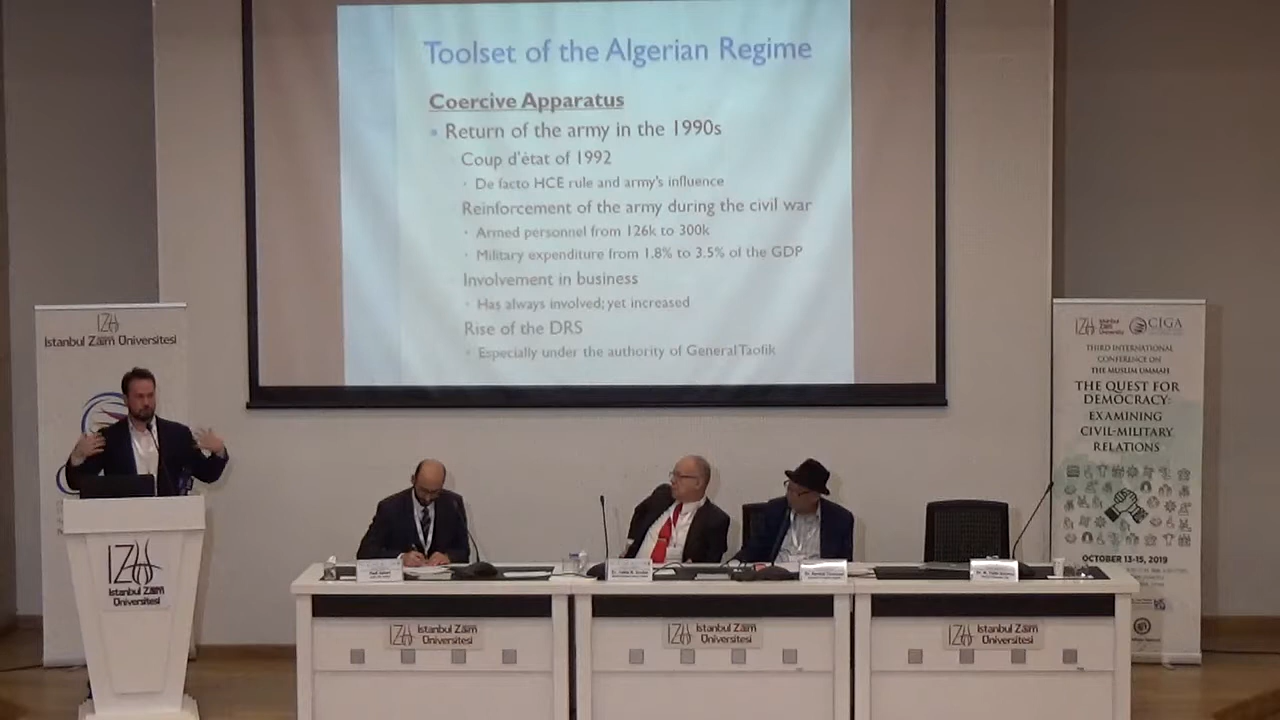 Toolset of the Algerian Regime
Coercive Apparatus
Return of the army in the 1990s
Coup d'état of 1992
De facto HCE rule and army's influence
Reinforcement of the army during the civil war
Armed personnel from 126k to 300k
Military expenditure from 1.8% to 3.5% of the GDP
Involvement in business
Has always involved; yet increased
Rise of the DRS
Especially under the authority of General Taofik
İZÜ
İstanbul Zaim Üniversitesi
İstanbul
Zaim
University
CIGA
THIRD INTERNATIONAL
CONFERENCE ON
THE MUSLIM UMMAH
THE QUEST FOR
DEMOCRACY:
EXAMINING
CIVIL-MILITARY
RELATIONS
OCTOBER 13-15, 2019
İZÜ
İstanbul Zaim
Üniversitesi
İstanbul Zaim
Üniversitesi
İstanbul Zaim
Üniversitesi
İstanbul Zaim
Üniversitesi